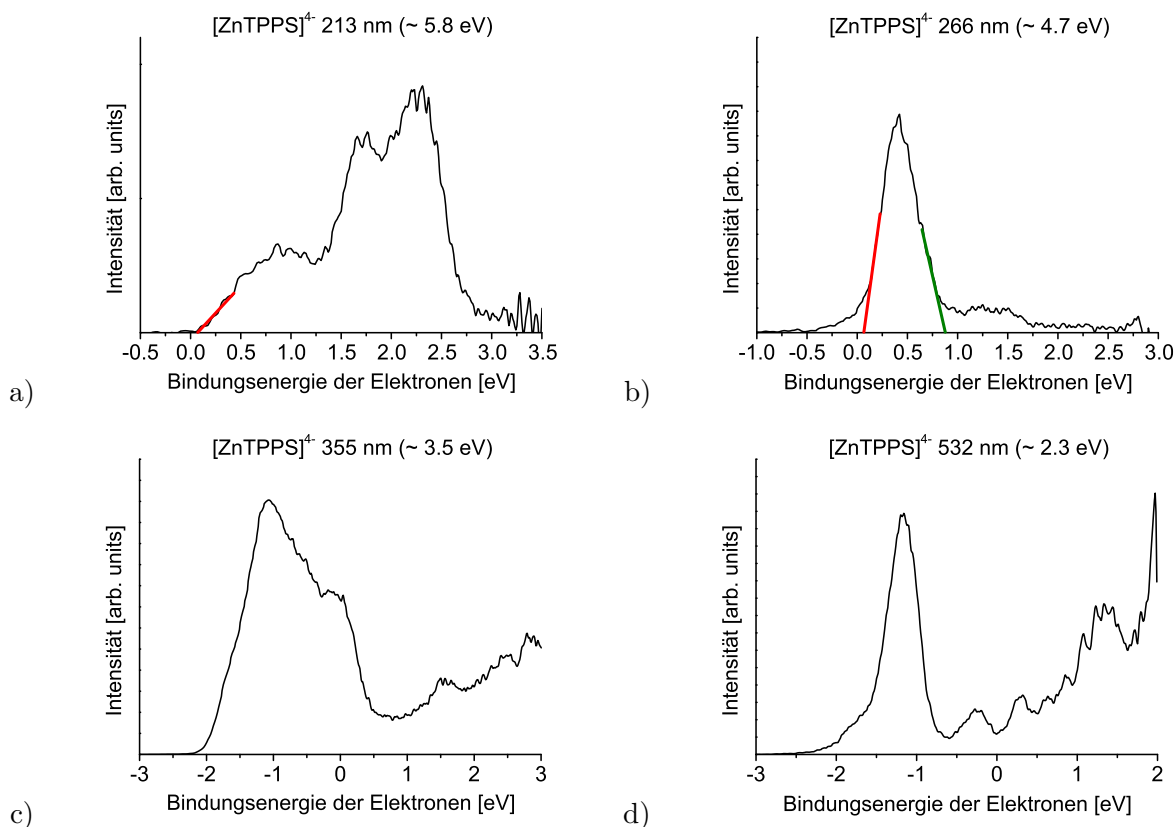 [ZnTPPS]4- 213 nm (~ 5.8 eV)
Intensität [arb. units]
-0.5 0.0 0.5 1.0 1.5 2.0 2.5 3.0 3.5
Bindungsenergie der Elektronen [eV]
a)
[ZnTPPS]4- 266 nm (~ 4.7 eV)
Intensität [arb. units]
-1.0 -0.5 0.0 0.5 1.0 1.5 2.0 2.5 3.0
Bindungsenergie der Elektronen [eV]
b)
[ZnTPPS]4- 355 nm (~ 3.5 eV)
Intensität [arb. units]
-3 -2 -1 0 1 2 3
Bindungsenergie der Elektronen [eV]
c)
[ZnTPPS]4- 532 nm (~ 2.3 eV)
Intensität [arb. units]
-3 -2 -1 0 1 2
Bindungsenergie der Elektronen [eV]
d)